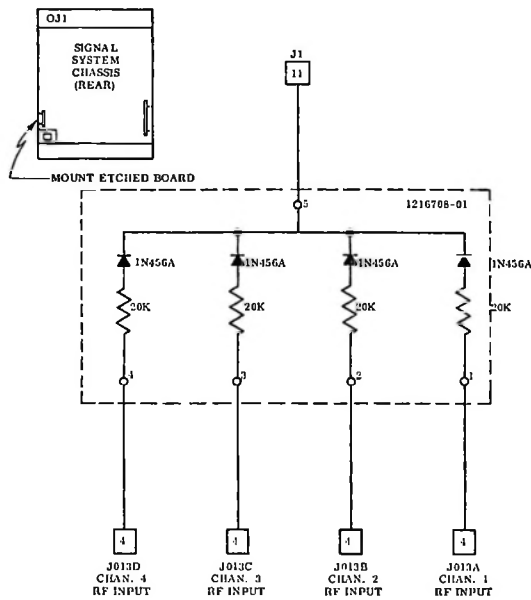 OJ1
SIGNAL
SYSTEM
CHASSIS
(REAR)
MOUNT ETCHED BOARD
J1
11
5
1216708-01
1N456A 1N456A 1N456A 1N456A
20K 20K 20K 20K
4 3 2 1
4 4 4 4
J013D J013C J013B J013A
CHAN. 4 CHAN. 3 CHAN. 2 CHAN. 1
RF INPUT RF INPUT RF INPUT RF INPUT